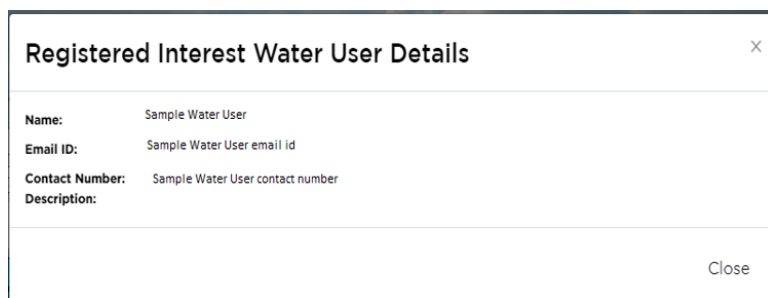 Registered Interest Water User Details
X
Name: Sample Water User
Email ID: Sample Water User email id
Contact Number: Sample Water User contact number
Description:
Close